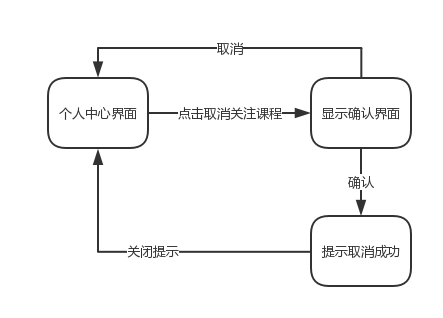 取消
个人中心界面
点击取消关注课程
显示确认界面
确认
关闭提示
提示取消成功